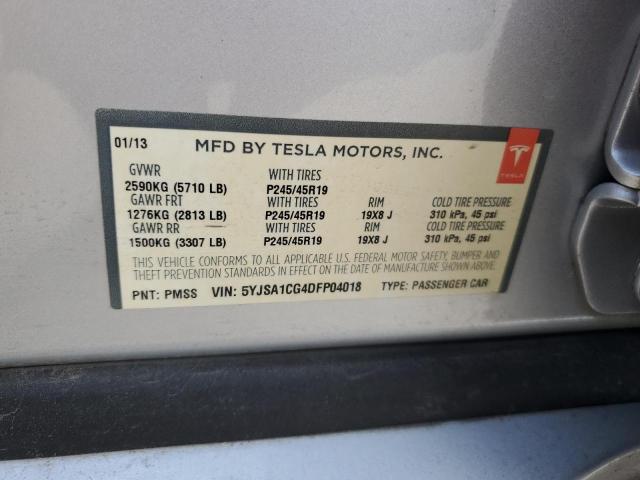 01/13 MFD BY TESLA MOTORS, INC.
TESLA
GVWR WITH TIRES
2590KG (5710 LB) P245/45R19
GAWR FRT WITH TIRES RIM COLD TIRE PRESSURE
1276KG (2813 LB) P245/45R19 19X8 J 310 kPa, 45 psi
GAWR RR WITH TIRES RIM COLD TIRE PRESSURE
1500KG (3307 LB) P245/45R19 19X8 J 310 kPa, 45 psi
THIS VEHICLE CONFORMS TO ALL APPLICABLE U.S. FEDERAL MOTOR SAFETY, BUMPER AND
THEFT PREVENTION STANDARDS IN EFFECT ON THE DATE OF MANUFACTURE SHOWN ABOVE.
PNT: PMSS VIN: 5YJSA1CG4DFP04018 TYPE: PASSENGER CAR